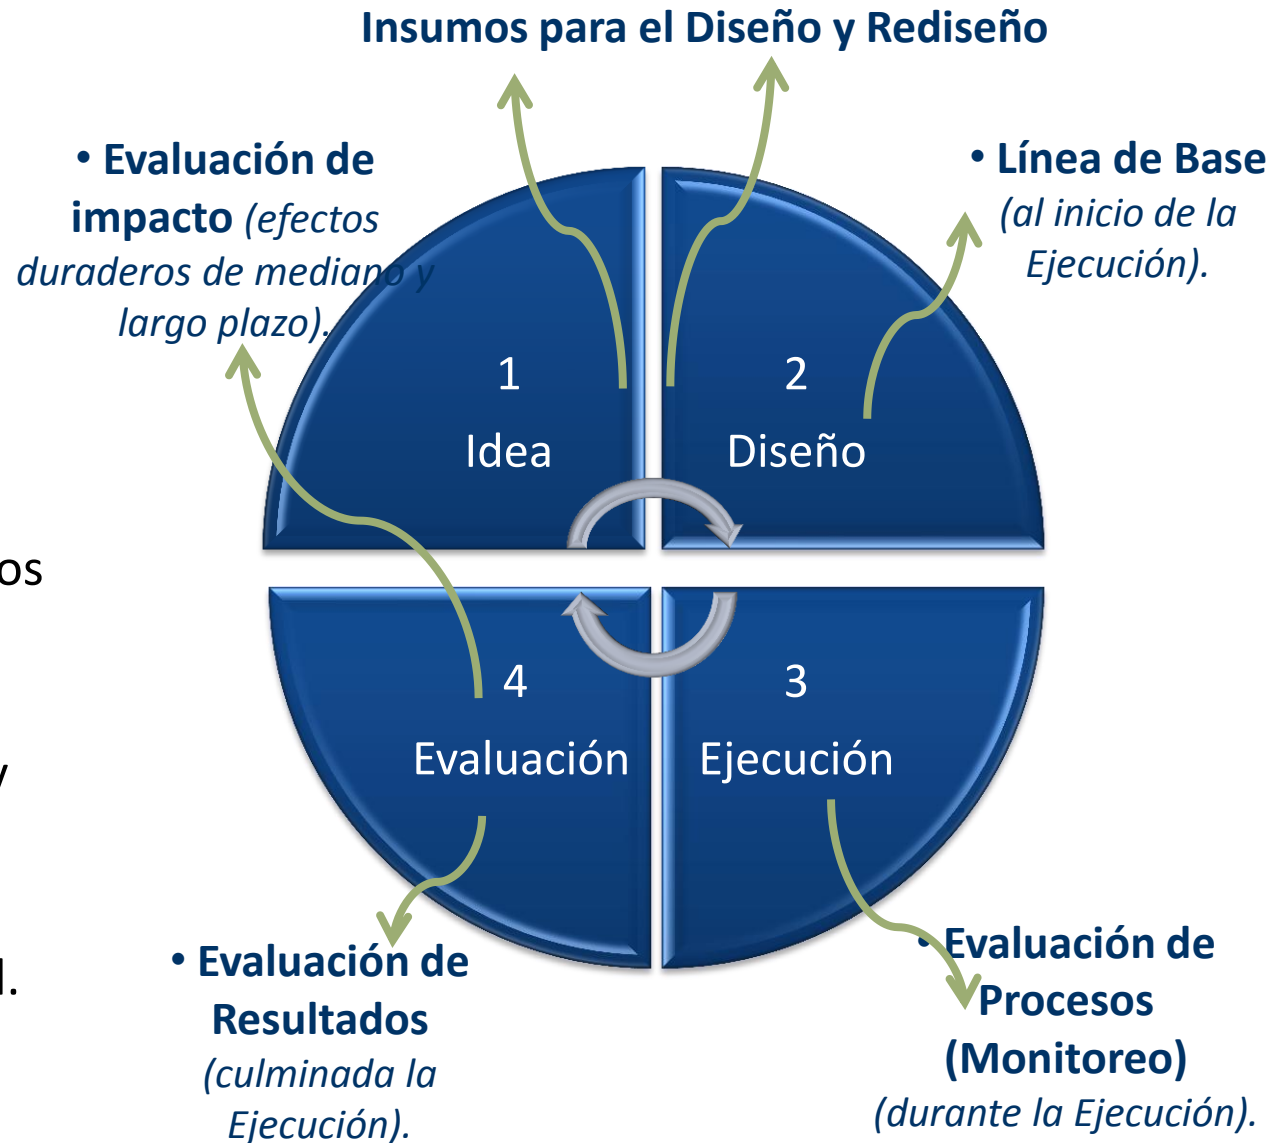 Insumos para el Diseño y Rediseño
• Evaluación de
impacto (efectos
duraderos de mediano y
largo plazo).
• Línea de Base
(al inicio de la
Ejecución).
1
Idea
2
Diseño
os
4
Evaluación
3
Ejecución
y
l.
• Evaluación de
Resultados
(culminada la
Ejecución).
• Evaluación de
Procesos
(Monitoreo)
(durante la Ejecución).